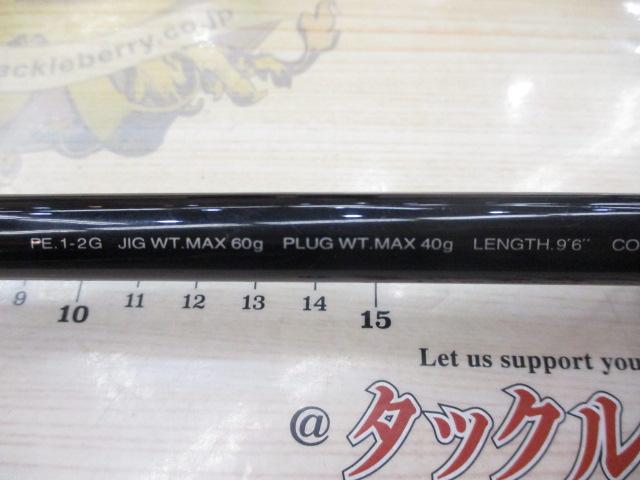 ackleberry.co.jp
PE.1-2G JIG WT.MAX 60g PLUG WT.MAX 40g LENGTH.9'6" CO
9 10 11 12 13 14 15
Let us support you
@タックル